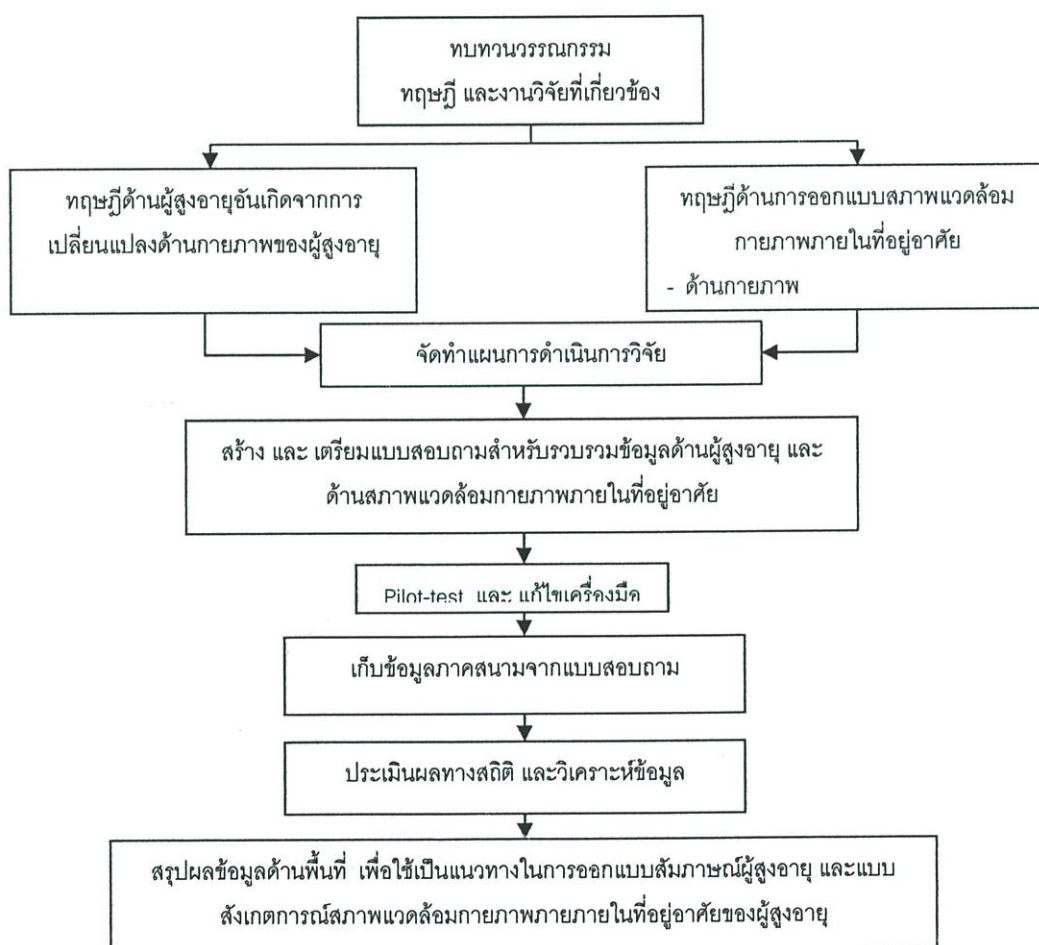 ทบทวนวรรณกรรม
ทฤษฎี และงานวิจัยที่เกี่ยวข้อง
ทฤษฎีด้านผู้สูงอายุอันเกิดจากการ
เปลี่ยนแปลงด้านกายภาพของผู้สูงอายุ
ทฤษฎีด้านการออกแบบสภาพแวดล้อม
กายภาพภายในที่อยู่อาศัย
- ด้านกายภาพ
จัดทำแผนการดำเนินการวิจัย
สร้าง และ เตรียมแบบสอบถามสำหรับรวบรวมข้อมูลด้านผู้สูงอายุ และ
ด้านสภาพแวดล้อมกายภาพภายในที่อยู่อาศัย
Pilot-test และ แก้ไขเครื่องมือ
เก็บข้อมูลภาคสนามจากแบบสอบถาม
ประเมินผลทางสถิติ และวิเคราะห์ข้อมูล
สรุปผลข้อมูลด้านพื้นที่ เพื่อใช้เป็นแนวทางในการออกแบบสัมภาษณ์ผู้สูงอายุ และแบบ
สังเกตการณ์สภาพแวดล้อมกายภาพภายภายในที่อยู่อาศัยของผู้สูงอายุ